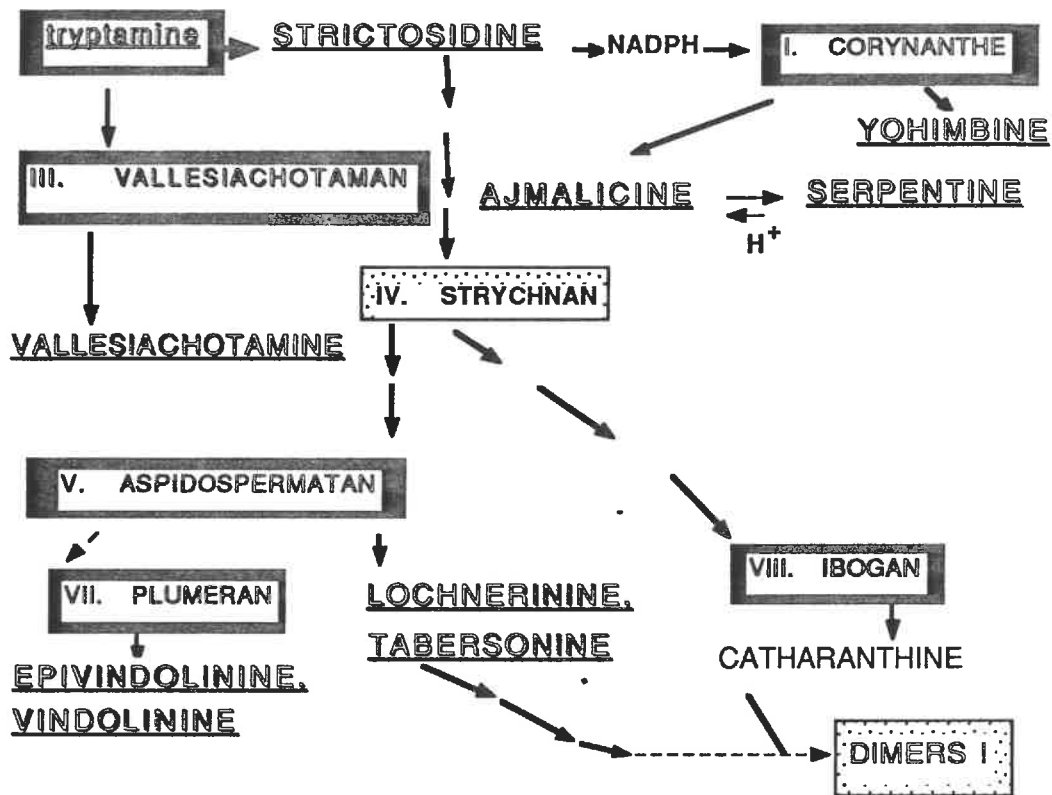 tryptamine
STRICTOSIDINE
NADPH
I. CORYNANTHE
YOHIMBINE
III. VALLESIACHOTAMAN
AJMALICINE
SERPENTINE
H+
IV. STRYCHNAN
VALLESIACHOTAMINE
V. ASPIDOSPERMATAN
VII. PLUMERAN
LOCHNERININE,
TABERSONINE
VIII. IBOGAN
CATHARANTHINE
EPIVINDOLININE,
VINDOLININE
DIMERS I